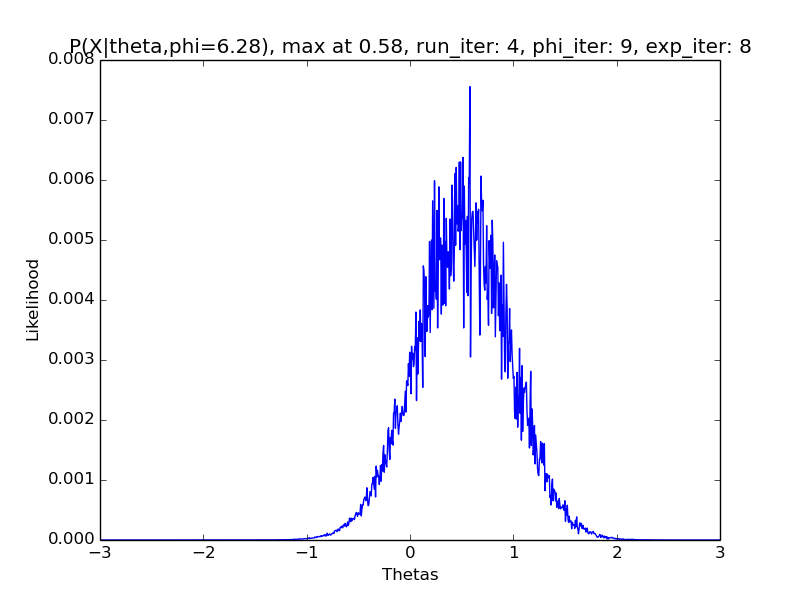 P(X|theta,phi=6.28), max at 0.58, run_iter: 4, phi_iter: 9, exp_iter: 8
0.008
0.007
0.006
0.005
0.004
0.003
0.002
0.001
0.000
Likelihood
−3 −2 −1 0 1 2 3
Thetas